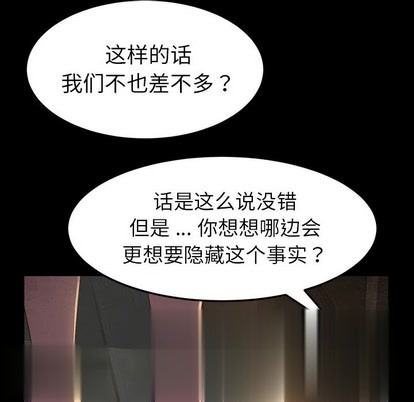 这样的话
我们不也差不多？
话是这么说没错
但是...你想想哪边会
更想要隐藏这个事实？